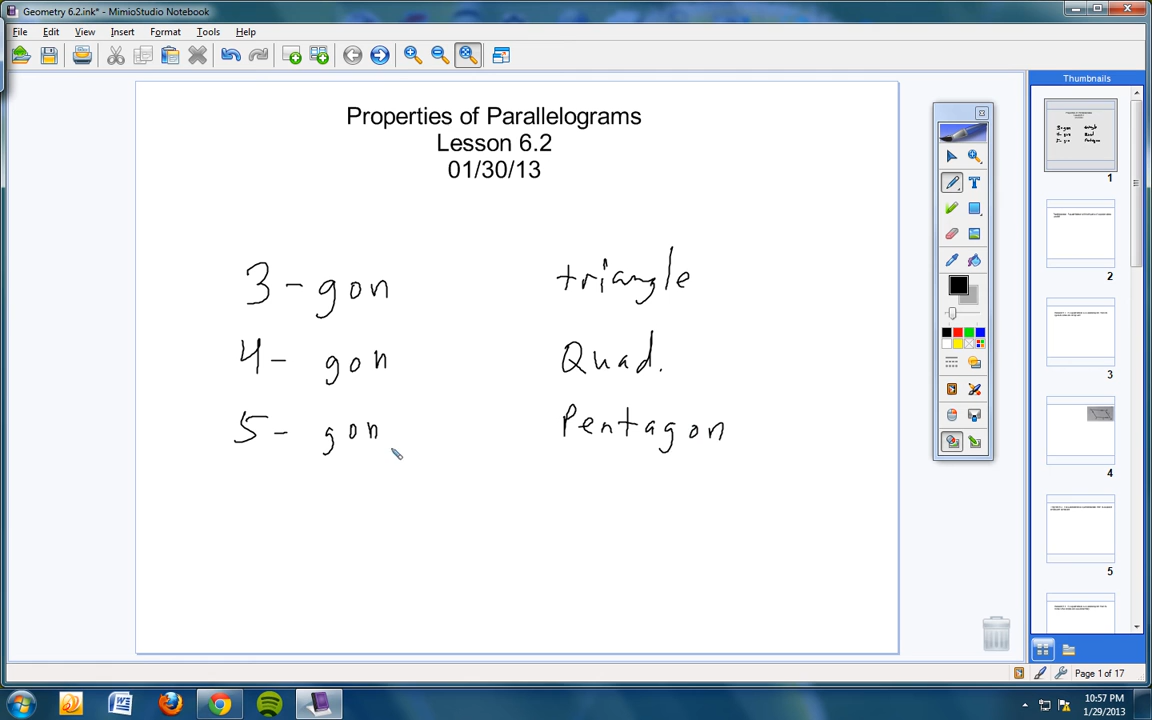 Geometry 6.2.ink* - MimioStudio Notebook
File Edit View Insert Format Tools Help
Thumbnails
Properties of Parallelograms
Lesson 6.2
01/30/13
3 - gon triangle
4 - gon Quad.
5 - gon Pentagon
1
2
3
4
5
Page 1 of 17
10:57 PM
1/29/2013